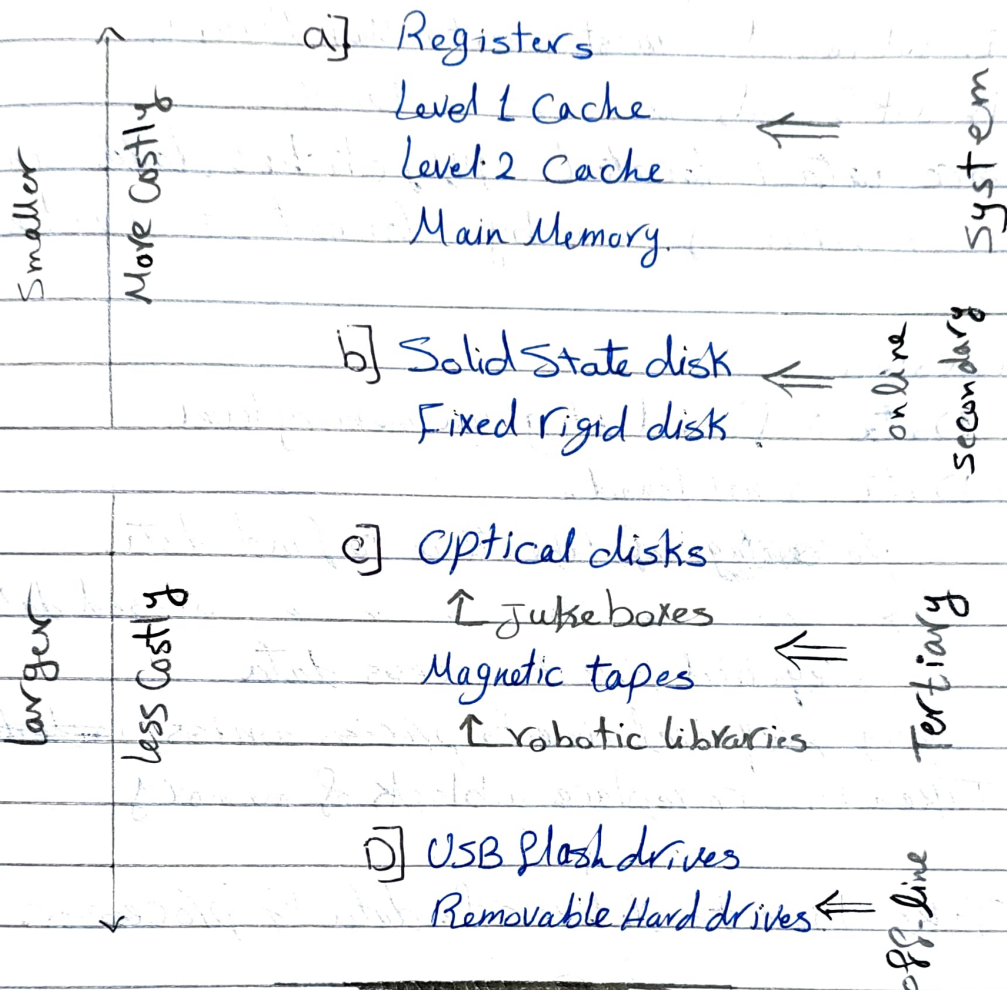 a] Registers
Level 1 Cache
Level 2 Cache
Main Memory.
System
Smaller
More Costly
b] Solid State disk
Fixed rigid disk
online
secondary
c] Optical disks
↑ Jukeboxes
Magnetic tapes
↑ robotic libraries
Tertiary
Larger
Less Costly
D] USB flash drives
Removable Hard drives
off-line